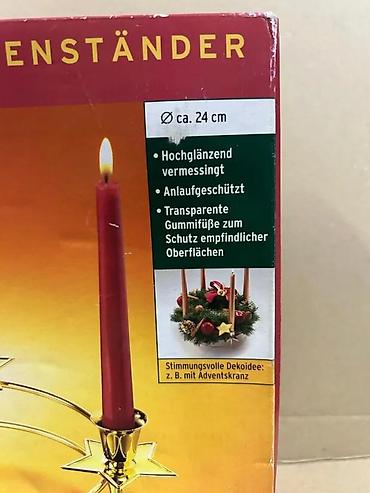 ENSTÄNDER
Ø ca. 24 cm
• Hochglänzend
vermessingt
• Anlaufgeschützt
• Transparente
Gummifüße zum
Schutz empfindlicher
Oberflächen
Stimmungsvolle Dekoidee:
z. B. mit Adventskranz